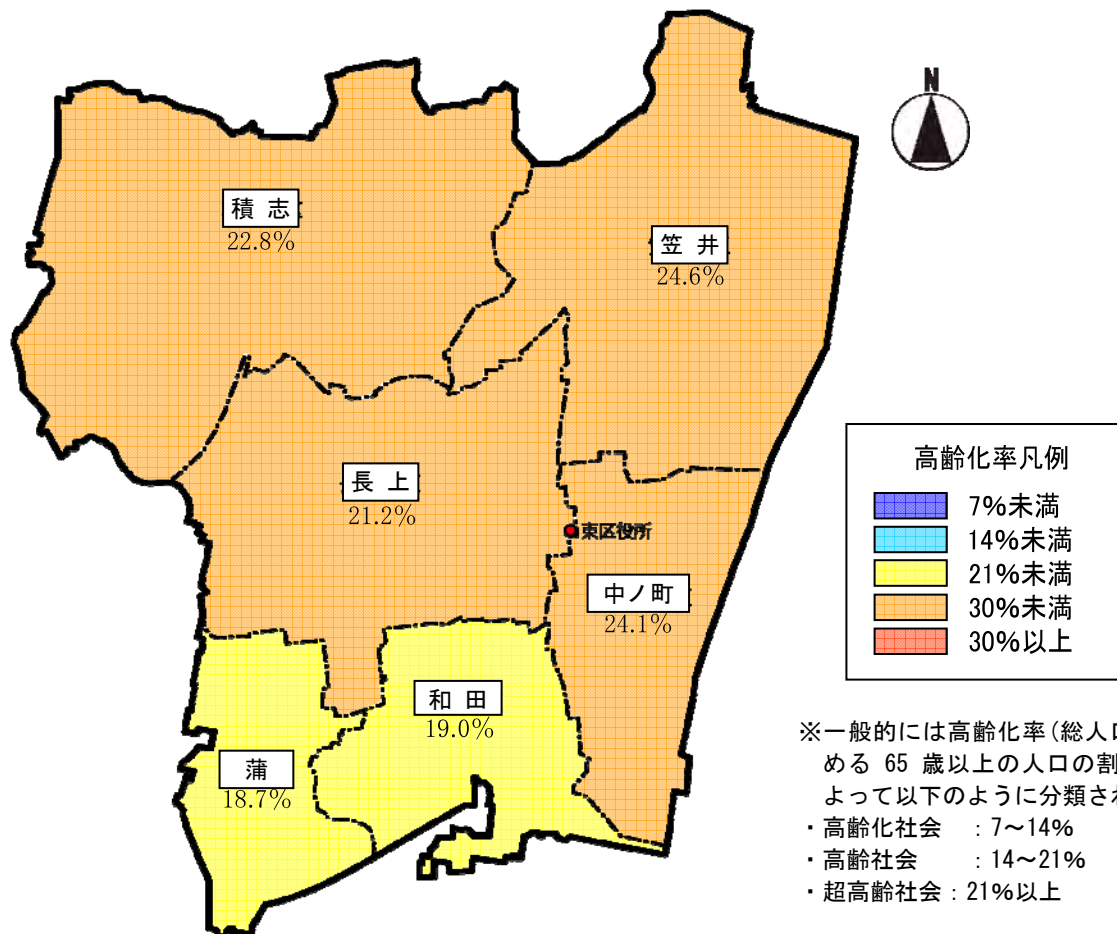 N
積志
22.8%
笠井
24.6%
長上
21.2%
東区役所
中ノ町
24.1%
和田
19.0%
蒲
18.7%
高齢化率凡例
7%未満
14%未満
21%未満
30%未満
30%以上
※一般的には高齢化率(総人口
める 65 歳以上の人口の割
よって以下のように分類さ
・高齢化社会 :7~14%
・高齢社会 :14~21%
・超高齢社会:21%以上